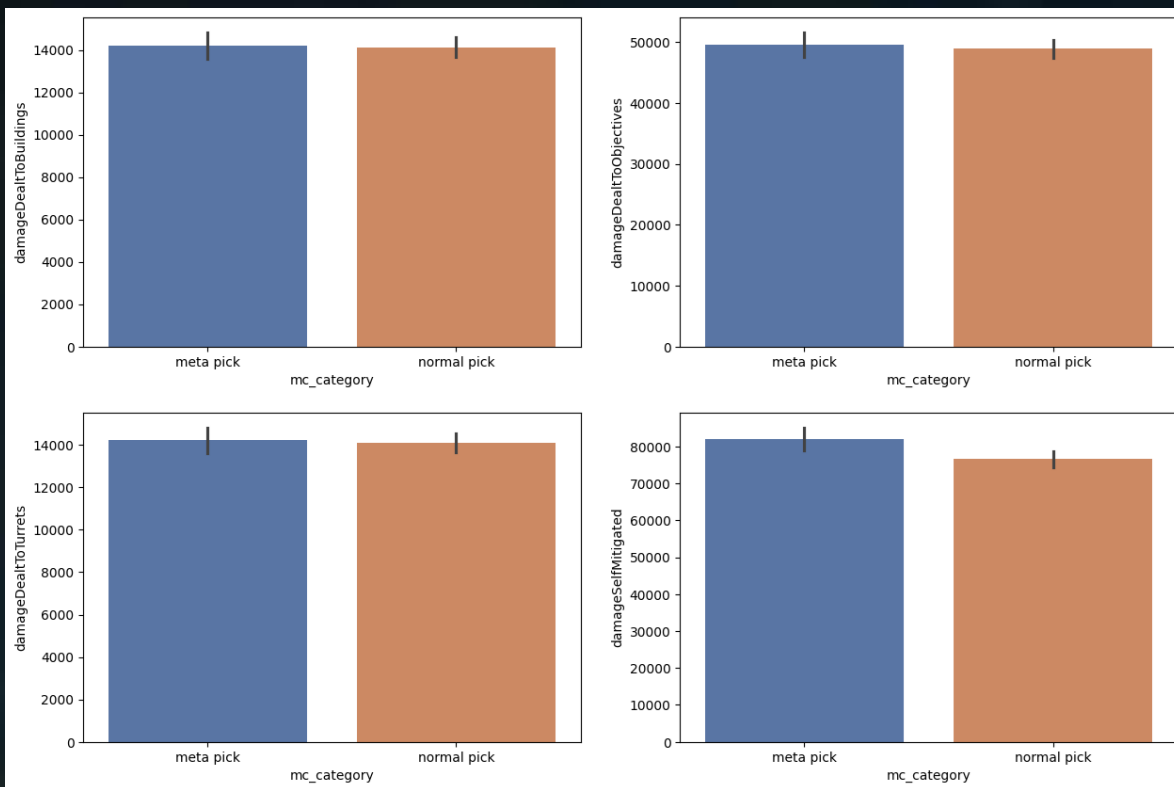 damageDealtToBuildings
14000
12000
10000
8000
6000
4000
2000
0
meta pick normal pick
mc_category
damageDealtToObjectives
50000
40000
30000
20000
10000
0
meta pick normal pick
mc_category
damageDealtToTurrets
14000
12000
10000
8000
6000
4000
2000
0
meta pick normal pick
mc_category
damageSelfMitigated
80000
70000
60000
50000
40000
30000
20000
10000
0
meta pick normal pick
mc_category